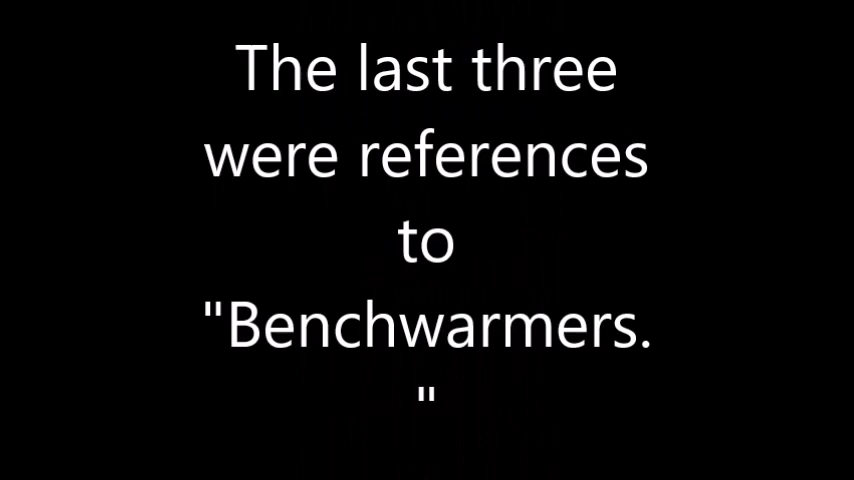 The last three
were references
to
"Benchwarmers.
"